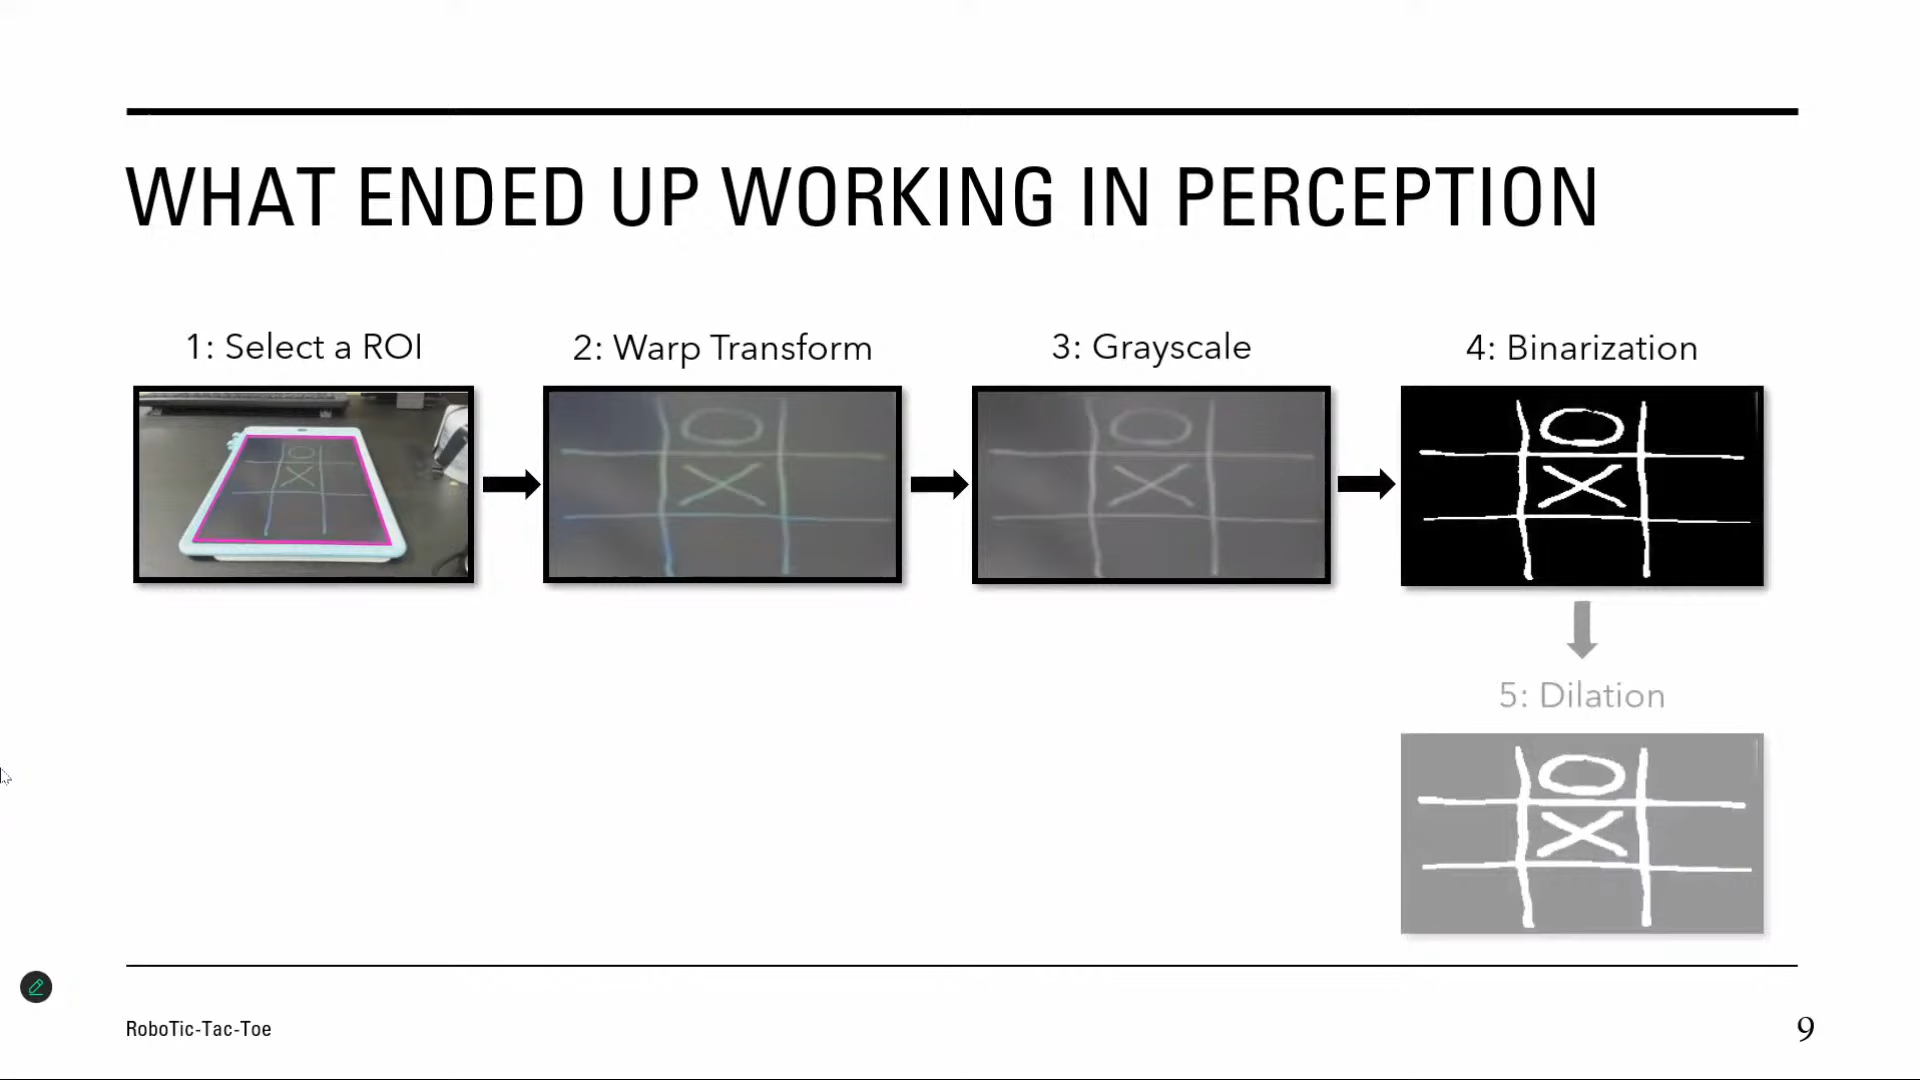 WHAT ENDED UP WORKING IN PERCEPTION
1: Select a ROI
2: Warp Transform
3: Grayscale
4: Binarization
5: Dilation
RoboTic-Tac-Toe
9